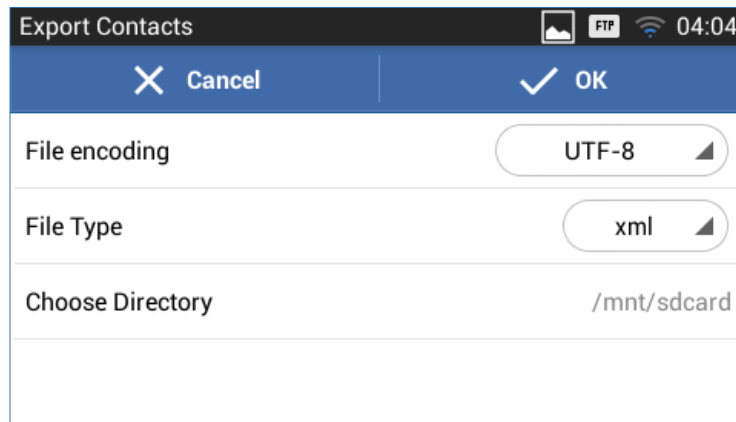 Export Contacts FTP 04:04
Cancel OK
File encoding UTF-8
File Type xml
Choose Directory /mnt/sdcard